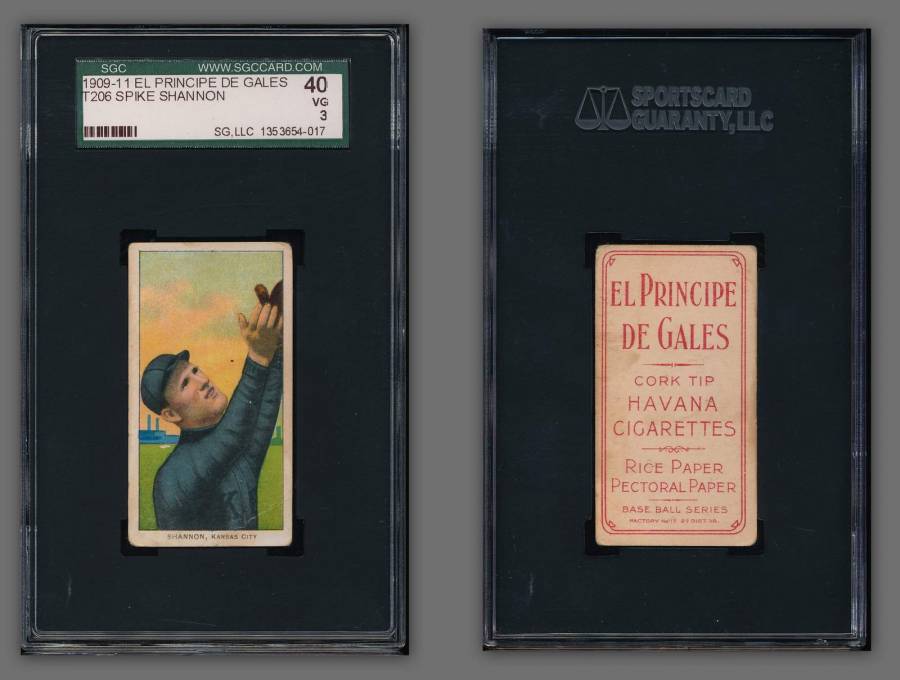 SGC WWW.SGCCARD.COM
1909-11 EL PRINCIPE DE GALES 40
T206 SPIKE SHANNON VG
3
SG,LLC 1353654-017
SHANNON, KANSAS CITY
SPORTSCARD
GUARANTY, LLC
EL PRINCIPE
DE GALES
CORK TIP
HAVANA
CIGARETTES
RICE PAPER
PECTORAL PAPER
BASE BALL SERIES
FACTORY